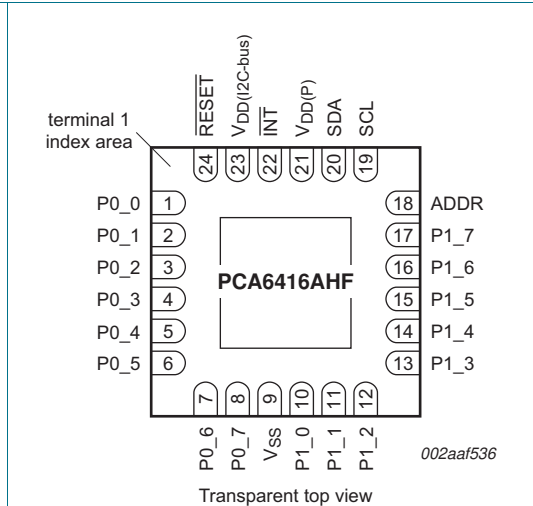 RESET
VDD(I2C-bus)
INT
VDD(P)
SDA
SCL
terminal 1
index area
24 23 22 21 20 19
P0_0 1 18 ADDR
P0_1 2 17 P1_7
P0_2 3 16 P1_6
PCA6416AHF
P0_3 4 15 P1_5
P0_4 5 14 P1_4
P0_5 6 13 P1_3
7 8 9 10 11 12
P0_6
P0_7
VSS
P1_0
P1_1
P1_2
002aaf536
Transparent top view